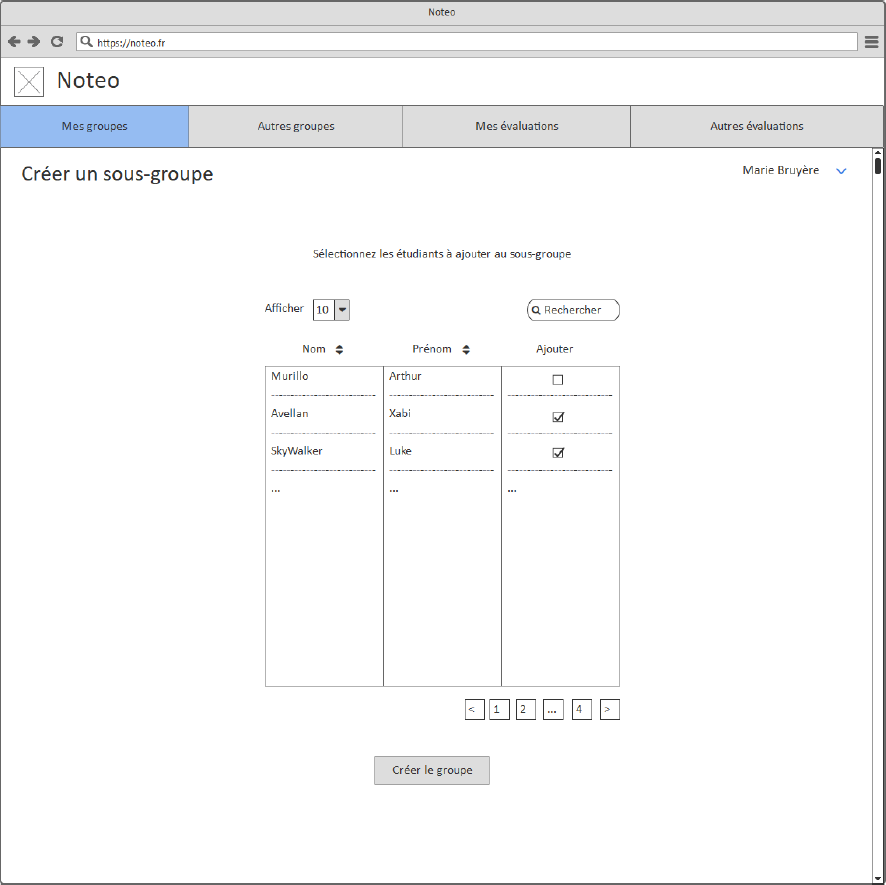 Noteo
https://noteo.fr
Noteo
Mes groupes Autres groupes Mes évaluations Autres évaluations
Créer un sous-groupe Marie Bruyère
Sélectionnez les étudiants à ajouter au sous-groupe
Afficher 10 Rechercher
Nom Prénom Ajouter
Murillo Arthur
Avellan Xabi
SkyWalker Luke
... ... ...
< 1 2 ... 4 >
Créer le groupe